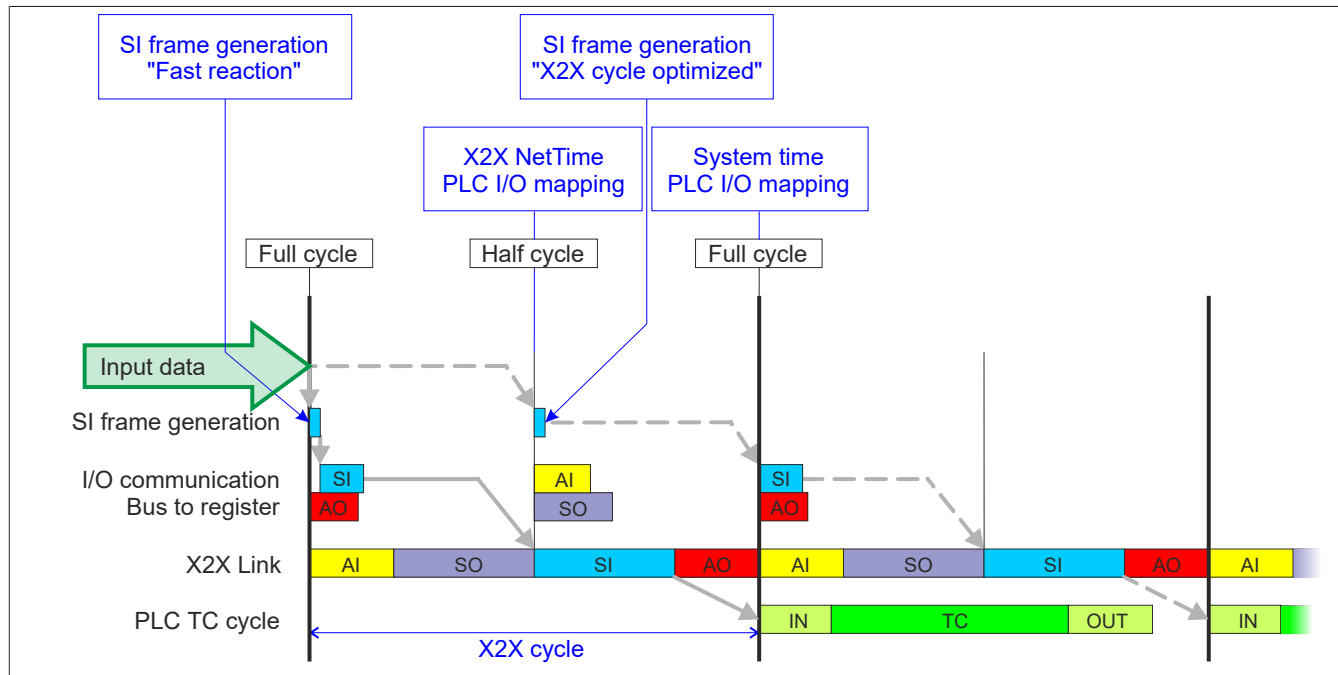 SI frame generation
"Fast reaction"
SI frame generation
"X2X cycle optimized"
X2X NetTime
PLC I/O mapping
System time
PLC I/O mapping
Full cycle
Half cycle
Full cycle
Input data
SI frame generation
I/O communication
SI
AI
SI
Bus to register
AO
SO
AO
X2X Link
AI
SO
SI
AO
AI
SO
SI
AO
AI
PLC TC cycle
IN
TC
OUT
IN
X2X cycle